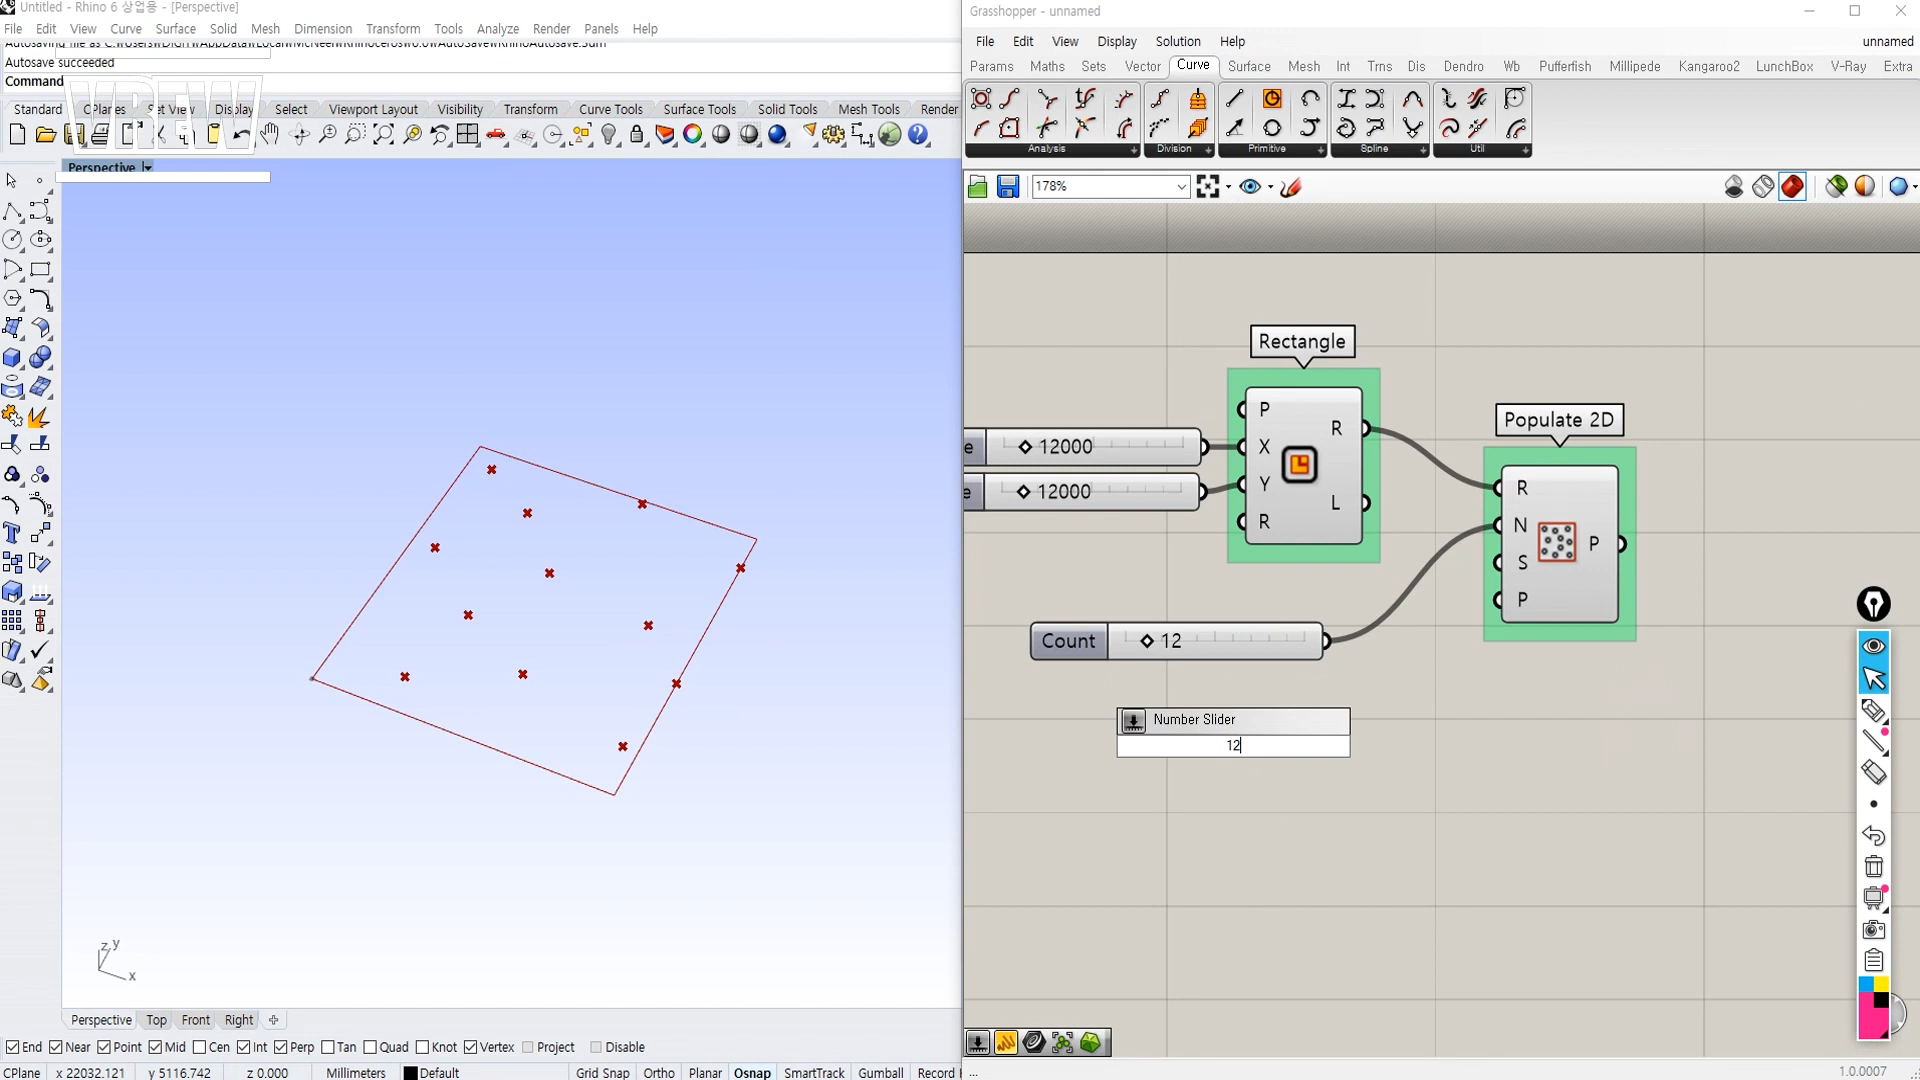 Untitled - Rhino 6 상업용 - [Perspective]
File Edit View Curve Surface Solid Mesh Dimension Transform Tools Analyze Render Panels Help
Autosave succeeded
Command
VREW
Standard CPlanes Set View Display Select Viewport Layout Visibility Transform Curve Tools Surface Tools Solid Tools Mesh Tools Render
Perspective
z y
x
Perspective Top Front Right
End Near Point Mid Cen Int Perp Tan Quad Knot Vertex Project Disable
CPlane x 22032.121 y 5116.742 z 0.000 Millimeters Default Grid Snap Ortho Planar Osnap SmartTrack Gumball Record
Grasshopper - unnamed
File Edit View Display Solution Help unnamed
Params Maths Sets Vector Curve Surface Mesh Int Trns Dis Dendro Wb Pufferfish Millipede Kangaroo2 LunchBox V-Ray Extra
Analysis Division Primitive Spline Util
178%
Rectangle
P
X
Y
R
R
L
e 12000
e 12000
Populate 2D
R
N
S
P
P
Count 12
Number Slider
12
... 1.0.0007